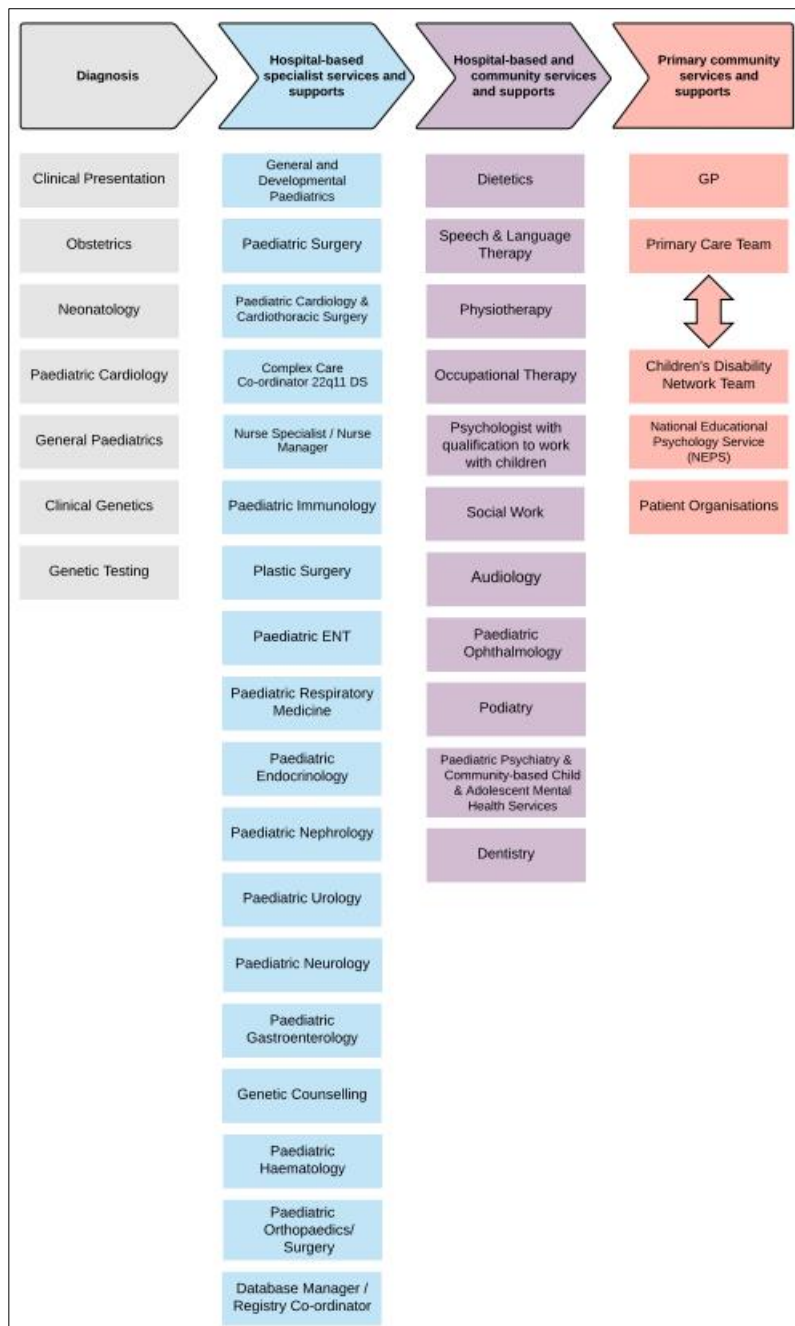 Diagnosis
Hospital-based
specialist services and
supports
Hospital-based and
community services
and supports
Primary community
services and
supports
Clinical Presentation
Obstetrics
Neonatology
Paediatric Cardiology
General Paediatrics
Clinical Genetics
Genetic Testing
General and
Developmental
Paediatrics
Paediatric Surgery
Paediatric Cardiology &
Cardiothoracic Surgery
Complex Care
Co-ordinator 22q11 DS
Nurse Specialist / Nurse
Manager
Paediatric Immunology
Plastic Surgery
Paediatric ENT
Paediatric Respiratory
Medicine
Paediatric
Endocrinology
Paediatric Nephrology
Paediatric Urology
Paediatric Neurology
Paediatric
Gastroenterology
Genetic Counselling
Paediatric
Haematology
Paediatric
Orthopaedics/
Surgery
Database Manager /
Registry Co-ordinator
Dietetics
Speech & Language
Therapy
Physiotherapy
Occupational Therapy
Psychologist with
qualification to work
with children
Social Work
Audiology
Paediatric
Ophthalmology
Podiatry
Paediatric Psychiatry &
Community-based Child
& Adolescent Mental
Health Services
Dentistry
GP
Primary Care Team
Children's Disability
Network Team
National Educational
Psychology Service
(NEPS)
Patient Organisations